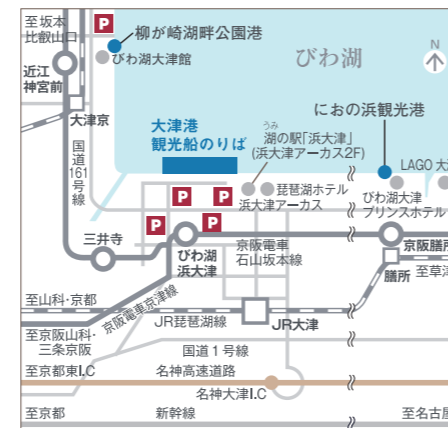 至坂本
比叡山口
P
柳が崎湖畔公園港
びわ湖大津館
びわ湖
N
近江
神宮前
大津京
国道
161
号線
大津港
観光船のりば
うみ
湖の駅「浜大津」
(浜大津アーカス2F)
におの浜観光港
LAGO 大
P
P
P
P
琵琶湖ホテル
浜大津アーカス
びわ湖大津
プリンスホテル
三井寺
びわ湖
浜大津
京阪電車
石山坂本線
京阪膳所
膳所
至草津
至山科・京都
京阪電車京津線
JR琵琶湖線
JR大津
至京阪山科・
三条京阪
国道1号線
至京都東I.C
名神高速道路
名神大津I.C
至京都
新幹線
至名古屋